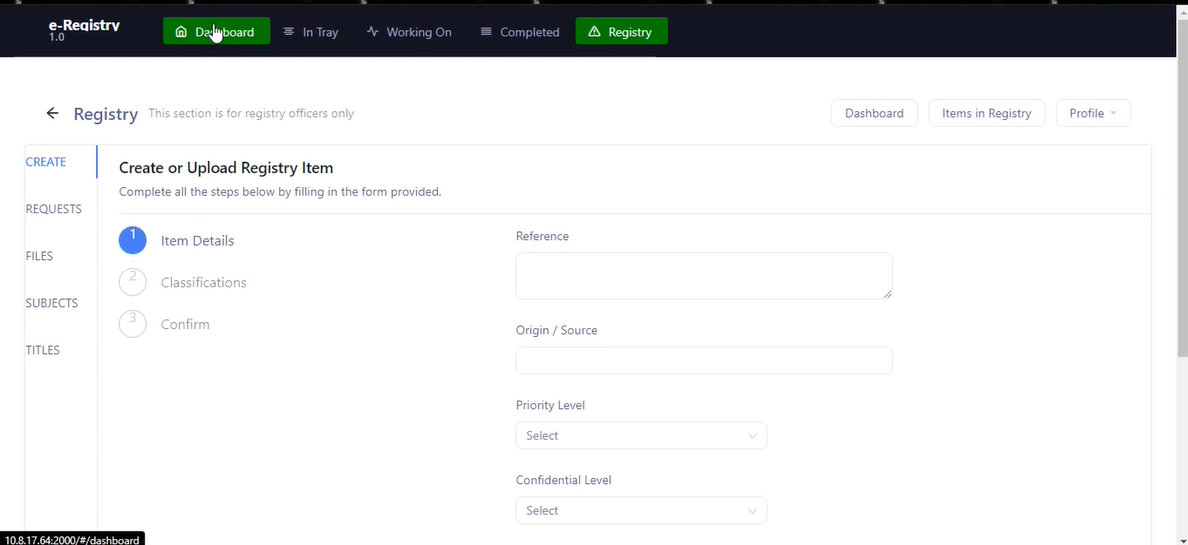 e-Registry
1.0
Dashboard
In Tray
Working On
Completed
Registry
Registry This section is for registry officers only
Dashboard
Items in Registry
Profile
CREATE
REQUESTS
FILES
SUBJECTS
TITLES
Create or Upload Registry Item
Complete all the steps below by filling in the form provided.
1 Item Details
2 Classifications
3 Confirm
Reference
Origin / Source
Priority Level
Select
Confidential Level
Select
10.8.17.64:2000/#/dashboard